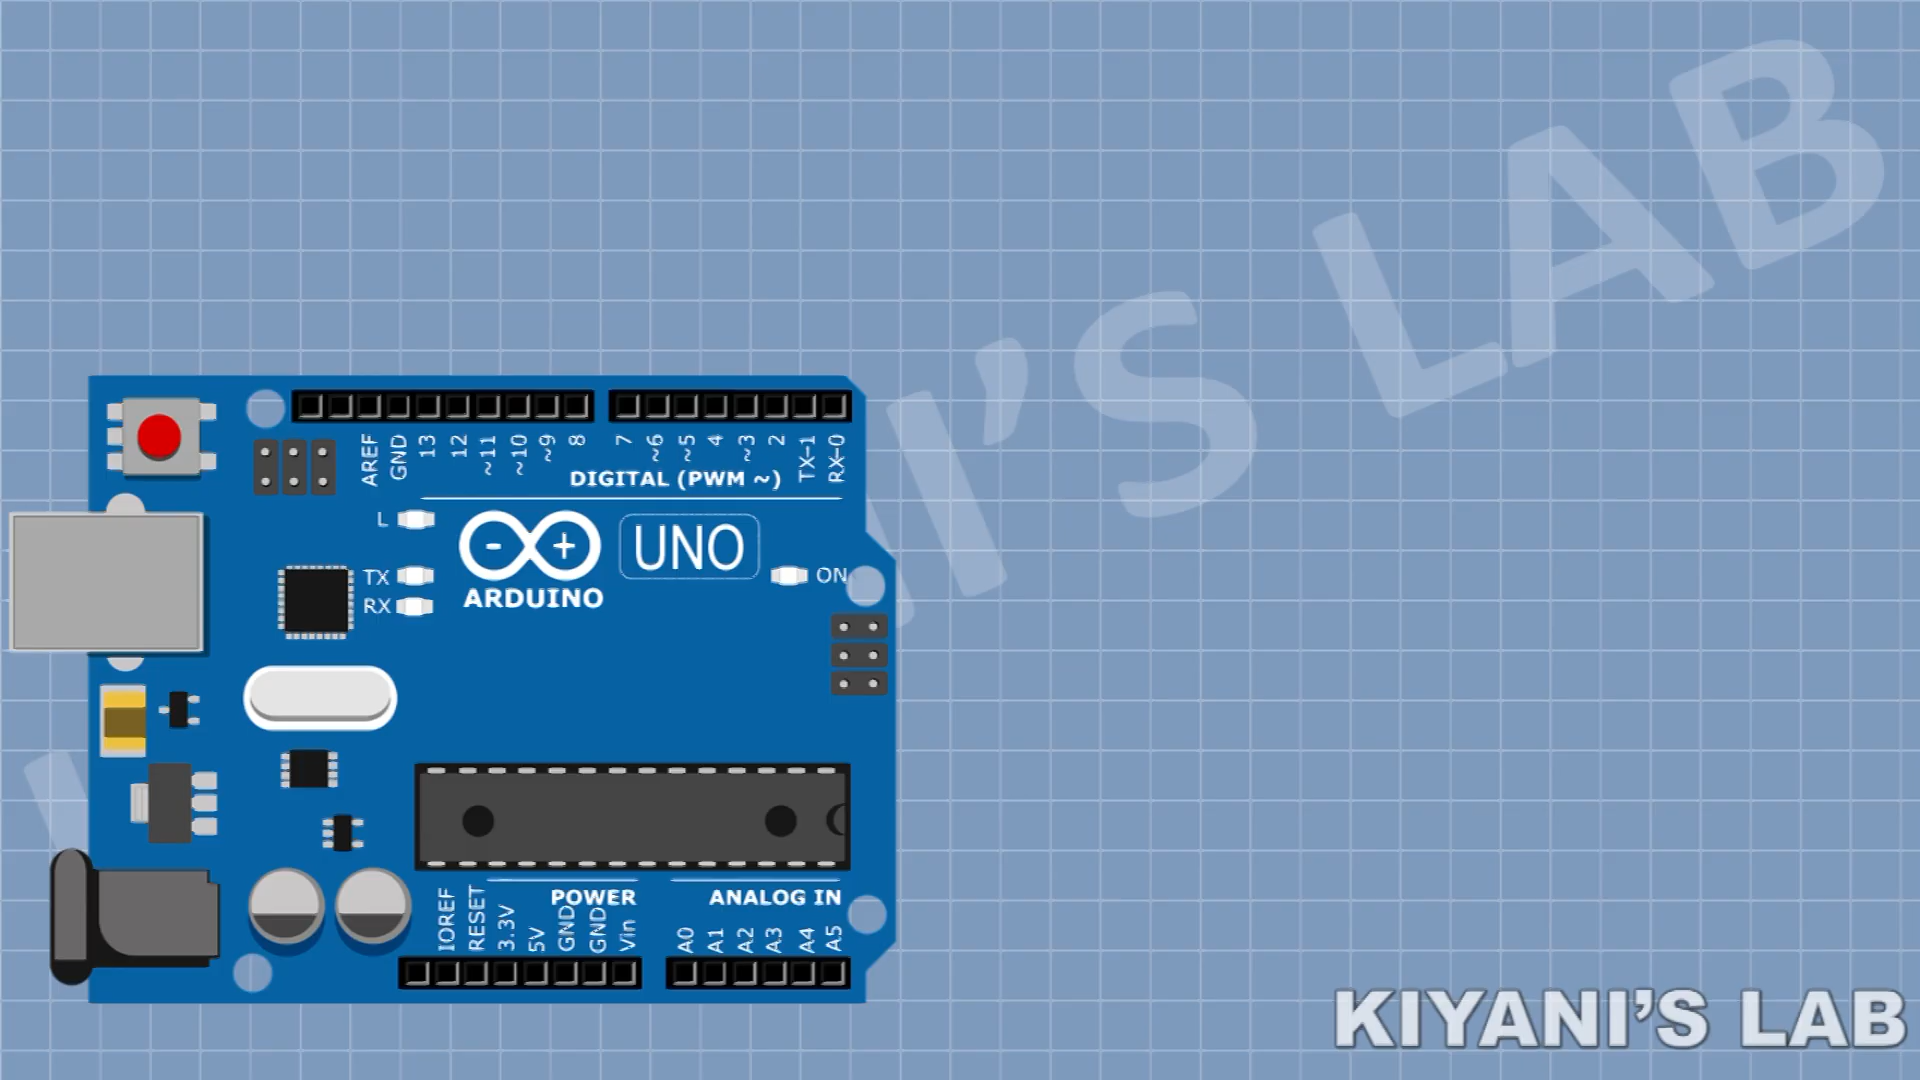 AREF
GND
13
12
~11
~10
~9
8
7
~6
~5
4
~3
2
TX-1
RX-0
DIGITAL (PWM ~)
L
TX
RX
- +
ARDUINO
UNO
ON
POWER
ANALOG IN
IOREF
RESET
3.3V
5V
GND
GND
Vin
A0
A1
A2
A3
A4
A5
I'S LAB
KIYANI'S LAB